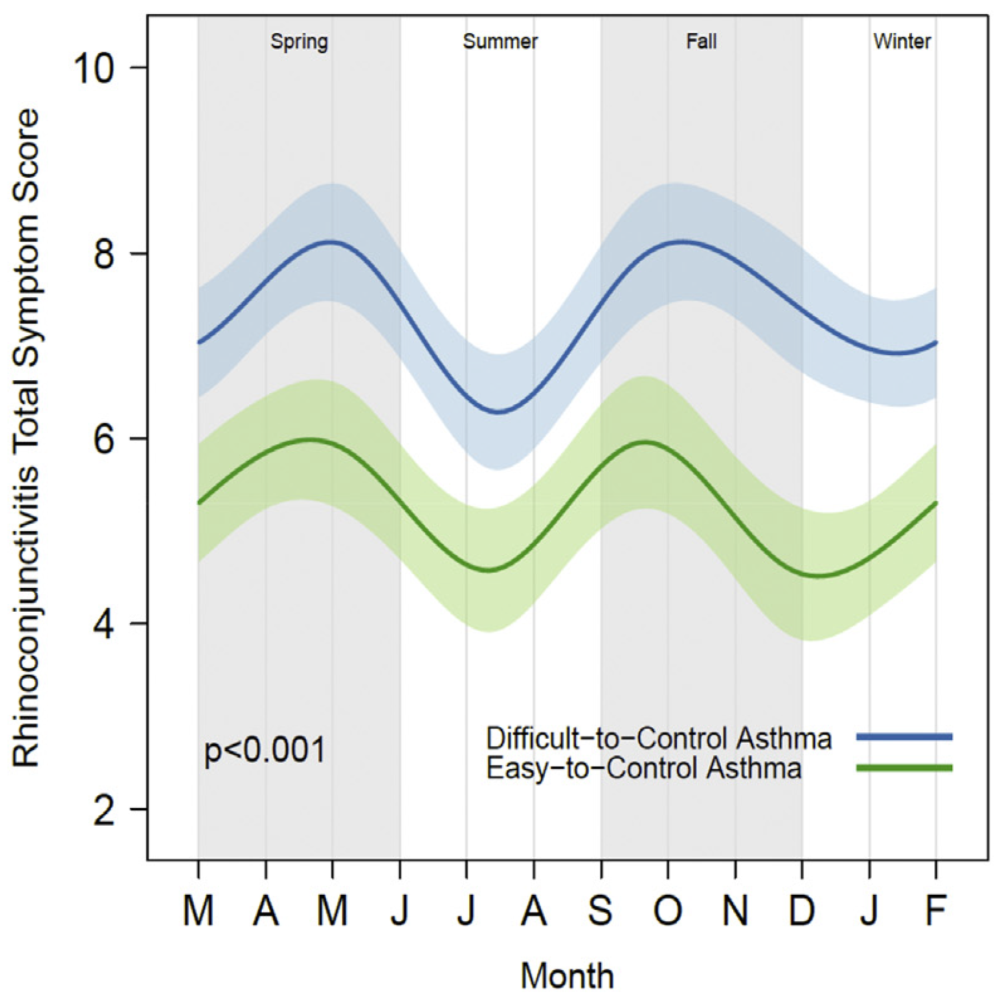 Spring Summer Fall Winter
10
8
6
4
2
Rhinoconjunctivitis Total Symptom Score
p<0.001
Difficult−to−Control Asthma
Easy−to−Control Asthma
M A M J J A S O N D J F
Month